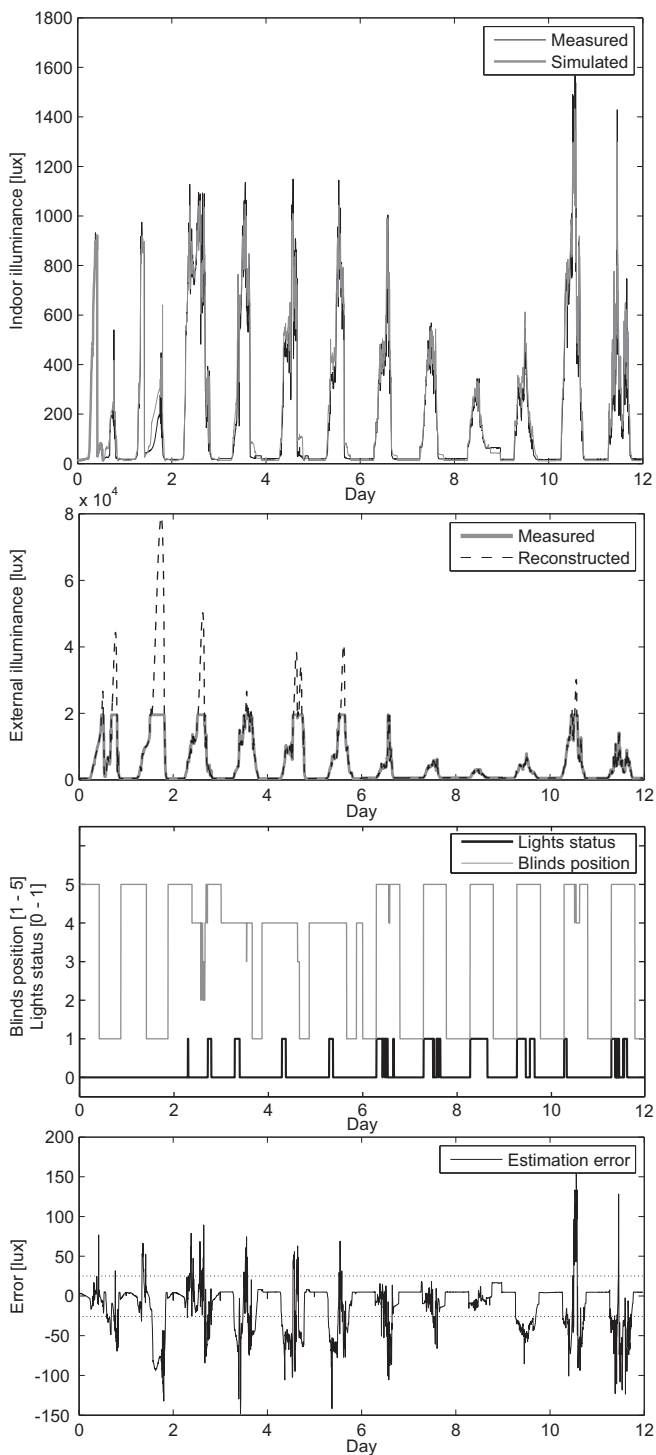 1800
1600
1400
1200
1000
800
600
400
200
0
Indoor illuminance [lux]
Measured
Simulated
0 2 4 6 8 10 12
Day
x 10^4
8
6
4
2
0
External illuminance [lux]
Measured
Reconstructed
0 2 4 6 8 10 12
Day
5
4
3
2
1
0
Blinds position [1 - 5]
Lights status [0 - 1]
Lights status
Blinds position
0 2 4 6 8 10 12
Day
200
150
100
50
0
-50
-100
-150
Error [lux]
Estimation error
0 2 4 6 8 10 12
Day